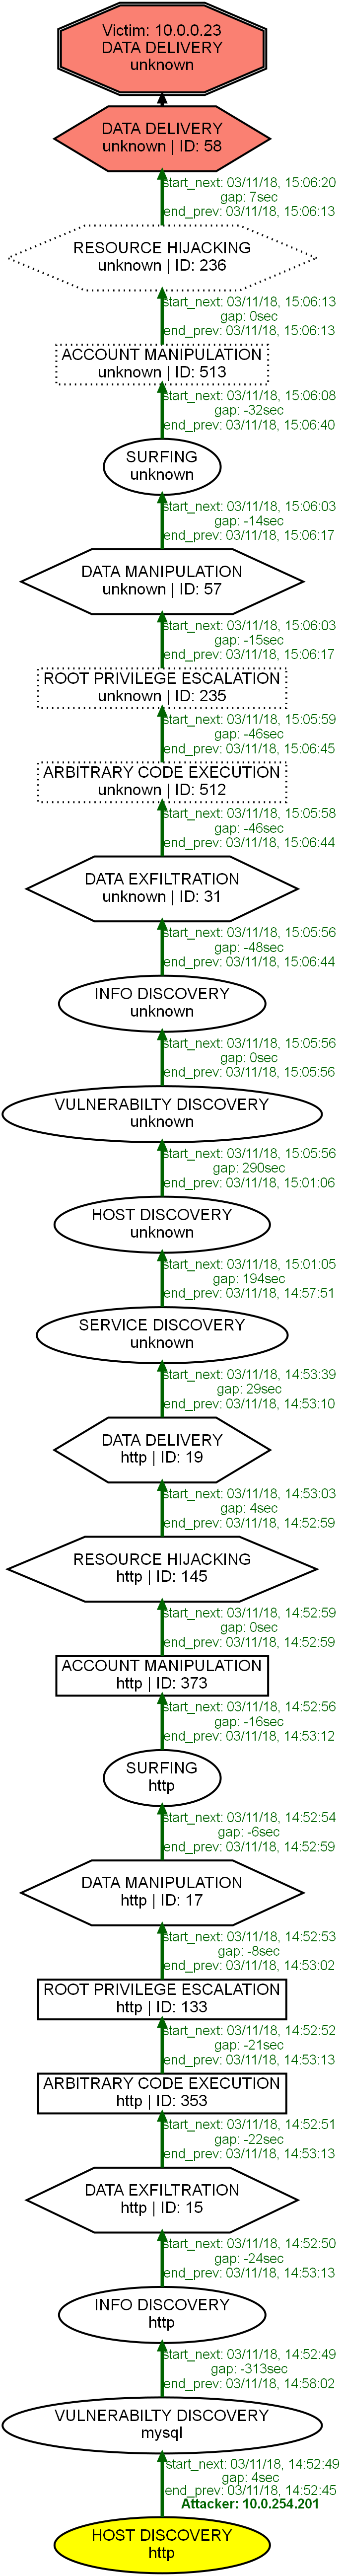 Victim: 10.0.0.23
DATA DELIVERY
unknown
DATA DELIVERY
unknown | ID: 58
start_next: 03/11/18, 15:06:20
gap: 7sec
end_prev: 03/11/18, 15:06:13
RESOURCE HIJACKING
unknown | ID: 236
start_next: 03/11/18, 15:06:13
gap: 0sec
end_prev: 03/11/18, 15:06:13
ACCOUNT MANIPULATION
unknown | ID: 513
start_next: 03/11/18, 15:06:08
gap: -32sec
end_prev: 03/11/18, 15:06:40
SURFING
unknown
start_next: 03/11/18, 15:06:03
gap: -14sec
end_prev: 03/11/18, 15:06:17
DATA MANIPULATION
unknown | ID: 57
start_next: 03/11/18, 15:06:03
gap: -15sec
end_prev: 03/11/18, 15:06:17
ROOT PRIVILEGE ESCALATION
unknown | ID: 235
start_next: 03/11/18, 15:05:59
gap: -46sec
end_prev: 03/11/18, 15:06:45
ARBITRARY CODE EXECUTION
unknown | ID: 512
start_next: 03/11/18, 15:05:58
gap: -46sec
end_prev: 03/11/18, 15:06:44
DATA EXFILTRATION
unknown | ID: 31
start_next: 03/11/18, 15:05:56
gap: -48sec
end_prev: 03/11/18, 15:06:44
INFO DISCOVERY
unknown
start_next: 03/11/18, 15:05:56
gap: 0sec
end_prev: 03/11/18, 15:05:56
VULNERABILTY DISCOVERY
unknown
start_next: 03/11/18, 15:05:56
gap: 290sec
end_prev: 03/11/18, 15:01:06
HOST DISCOVERY
unknown
start_next: 03/11/18, 15:01:05
gap: 194sec
end_prev: 03/11/18, 14:57:51
SERVICE DISCOVERY
unknown
start_next: 03/11/18, 14:53:39
gap: 29sec
end_prev: 03/11/18, 14:53:10
DATA DELIVERY
http | ID: 19
start_next: 03/11/18, 14:53:03
gap: 4sec
end_prev: 03/11/18, 14:52:59
RESOURCE HIJACKING
http | ID: 145
start_next: 03/11/18, 14:52:59
gap: 0sec
end_prev: 03/11/18, 14:52:59
ACCOUNT MANIPULATION
http | ID: 373
start_next: 03/11/18, 14:52:56
gap: -16sec
end_prev: 03/11/18, 14:53:12
SURFING
http
start_next: 03/11/18, 14:52:54
gap: -6sec
end_prev: 03/11/18, 14:52:59
DATA MANIPULATION
http | ID: 17
start_next: 03/11/18, 14:52:53
gap: -8sec
end_prev: 03/11/18, 14:53:02
ROOT PRIVILEGE ESCALATION
http | ID: 133
start_next: 03/11/18, 14:52:52
gap: -21sec
end_prev: 03/11/18, 14:53:13
ARBITRARY CODE EXECUTION
http | ID: 353
start_next: 03/11/18, 14:52:51
gap: -22sec
end_prev: 03/11/18, 14:53:13
DATA EXFILTRATION
http | ID: 15
start_next: 03/11/18, 14:52:50
gap: -24sec
end_prev: 03/11/18, 14:53:13
INFO DISCOVERY
http
start_next: 03/11/18, 14:52:49
gap: -313sec
end_prev: 03/11/18, 14:58:02
VULNERABILTY DISCOVERY
mysql
start_next: 03/11/18, 14:52:49
gap: 4sec
end_prev: 03/11/18, 14:52:45
Attacker: 10.0.254.201
HOST DISCOVERY
http